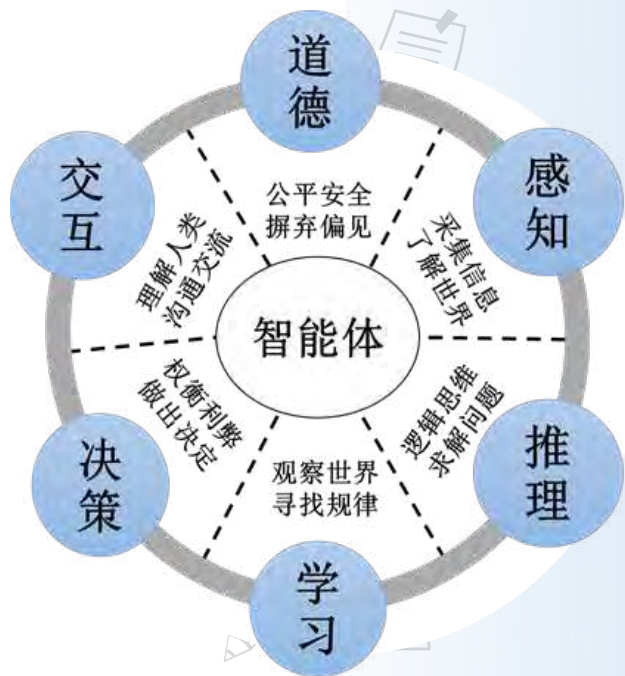 道德
公平安全
摒弃偏见
感知
采集信息
了解世界
推理
逻辑思维
求解问题
学习
观察世界
寻找规律
决策
权衡利弊
做出决定
交互
理解人类
沟通交流
智能体